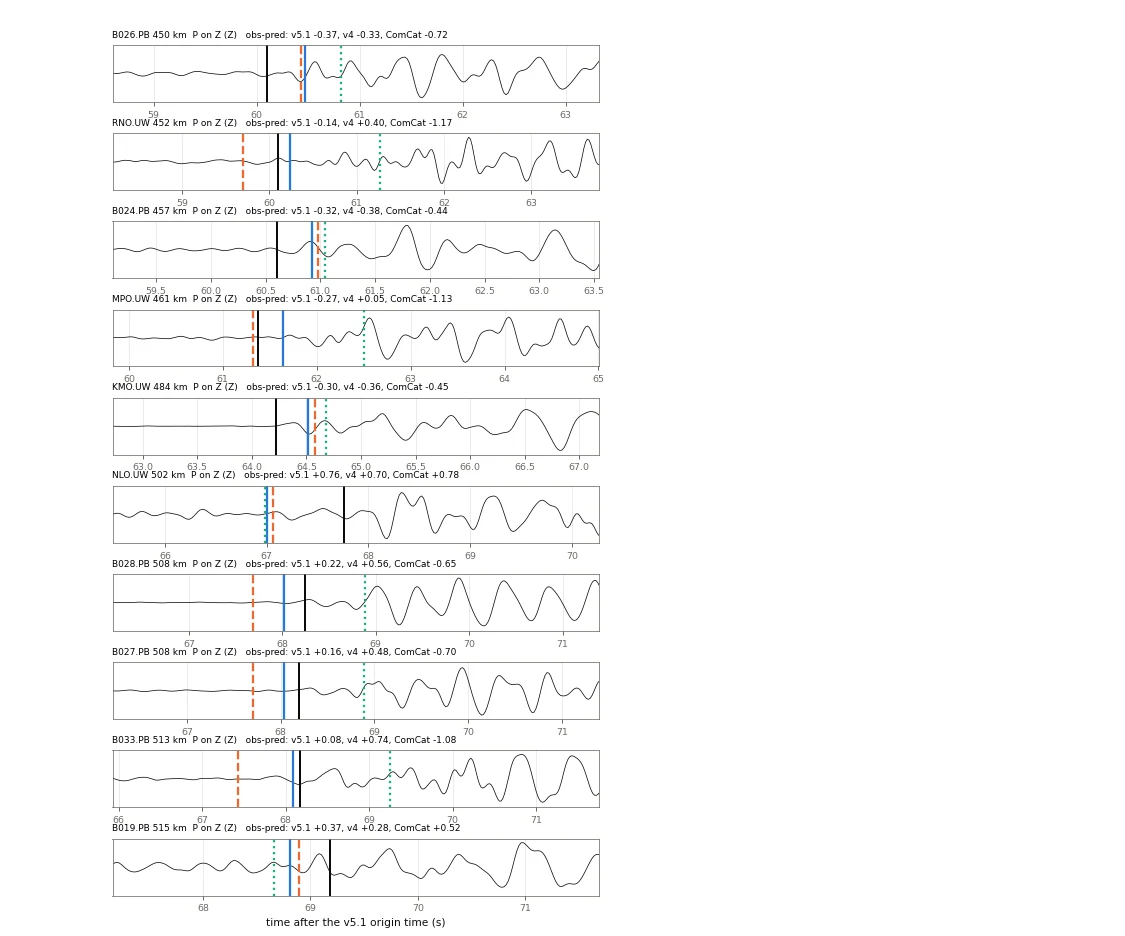 B026.PB 450 km P on Z (Z) obs-pred: v5.1 -0.37, v4 -0.33, ComCat -0.72
59 60 61 62 63
RNO.UW 452 km P on Z (Z) obs-pred: v5.1 -0.14, v4 +0.40, ComCat -1.17
59 60 61 62 63
B024.PB 457 km P on Z (Z) obs-pred: v5.1 -0.32, v4 -0.38, ComCat -0.44
59.5 60.0 60.5 61.0 61.5 62.0 62.5 63.0 63.5
MPO.UW 461 km P on Z (Z) obs-pred: v5.1 -0.27, v4 +0.05, ComCat -1.13
60 61 62 63 64 65
KMO.UW 484 km P on Z (Z) obs-pred: v5.1 -0.30, v4 -0.36, ComCat -0.45
63.0 63.5 64.0 64.5 65.0 65.5 66.0 66.5 67.0
NLO.UW 502 km P on Z (Z) obs-pred: v5.1 +0.76, v4 +0.70, ComCat +0.78
66 67 68 69 70
B028.PB 508 km P on Z (Z) obs-pred: v5.1 +0.22, v4 +0.56, ComCat -0.65
67 68 69 70 71
B027.PB 508 km P on Z (Z) obs-pred: v5.1 +0.16, v4 +0.48, ComCat -0.70
67 68 69 70 71
B033.PB 513 km P on Z (Z) obs-pred: v5.1 +0.08, v4 +0.74, ComCat -1.08
66 67 68 69 70 71
B019.PB 515 km P on Z (Z) obs-pred: v5.1 +0.37, v4 +0.28, ComCat +0.52
68 69 70 71
time after the v5.1 origin time (s)